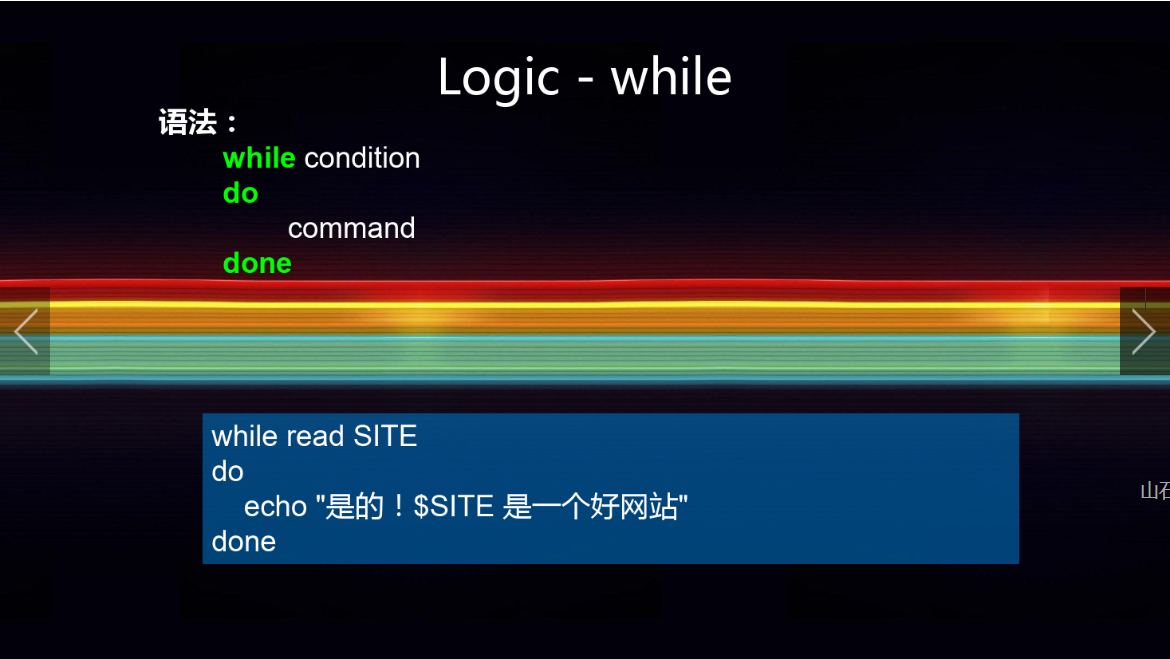 Logic - while
语法：
while condition
do
command
done
while read SITE
do
echo "是的！$SITE 是一个好网站"
done
山石